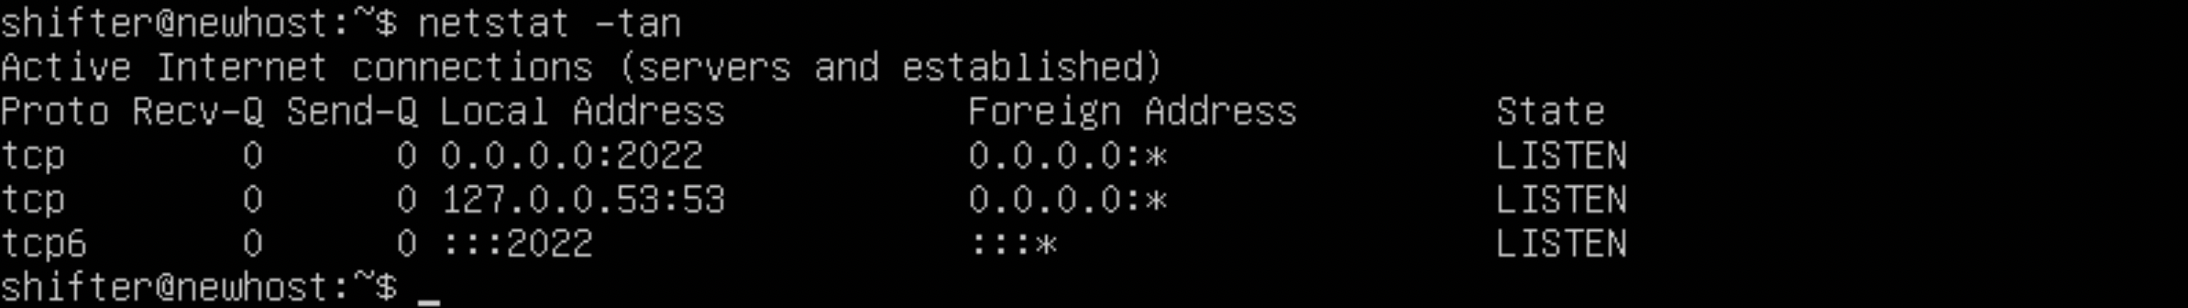 shifter@newhost:~$ netstat -tan
Active Internet connections (servers and established)
Proto Recv-Q Send-Q Local Address           Foreign Address         State
tcp        0      0 0.0.0.0:2022            0.0.0.0:*               LISTEN
tcp        0      0 127.0.0.53:53           0.0.0.0:*               LISTEN
tcp6       0      0 :::2022                 :::*                    LISTEN
shifter@newhost:~$ _